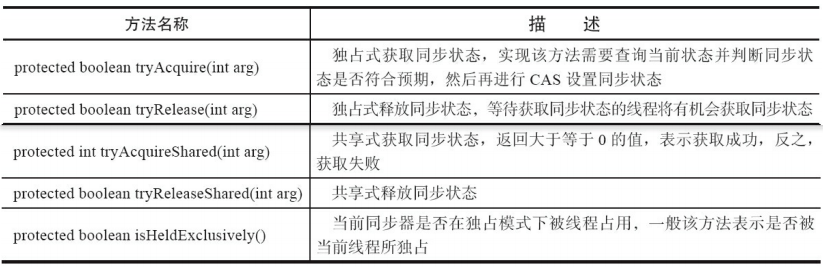 方法名称 描 述
protected boolean tryAcquire(int arg) 独占式获取同步状态，实现该方法需要查询当前状态并判断同步状
态是否符合预期，然后再进行 CAS 设置同步状态
protected boolean tryRelease(int arg) 独占式释放同步状态，等待获取同步状态的线程将有机会获取同步状态
protected int tryAcquireShared(int arg) 共享式获取同步状态，返回大于等于 0 的值，表示获取成功，反之，
获取失败
protected boolean tryReleaseShared(int arg) 共享式释放同步状态
protected boolean isHeldExclusively() 当前同步器是否在独占模式下被线程占用，一般该方法表示是否被
当前线程所独占